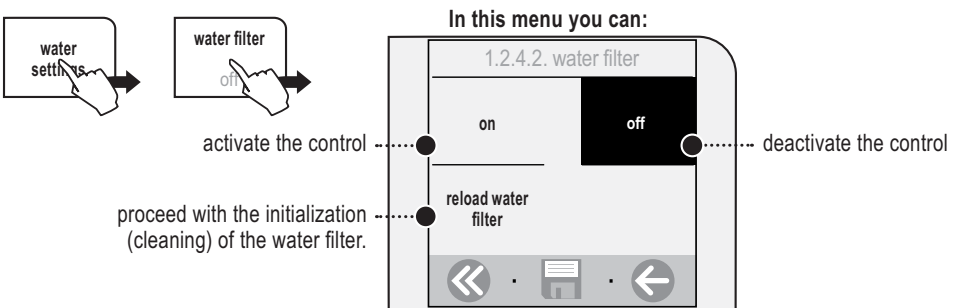 In this menu you can:
water
settings
water filter
off
1.2.4.2. water filter
on
off
activate the control
deactivate the control
reload water
filter
proceed with the initialization
(cleaning) of the water filter.